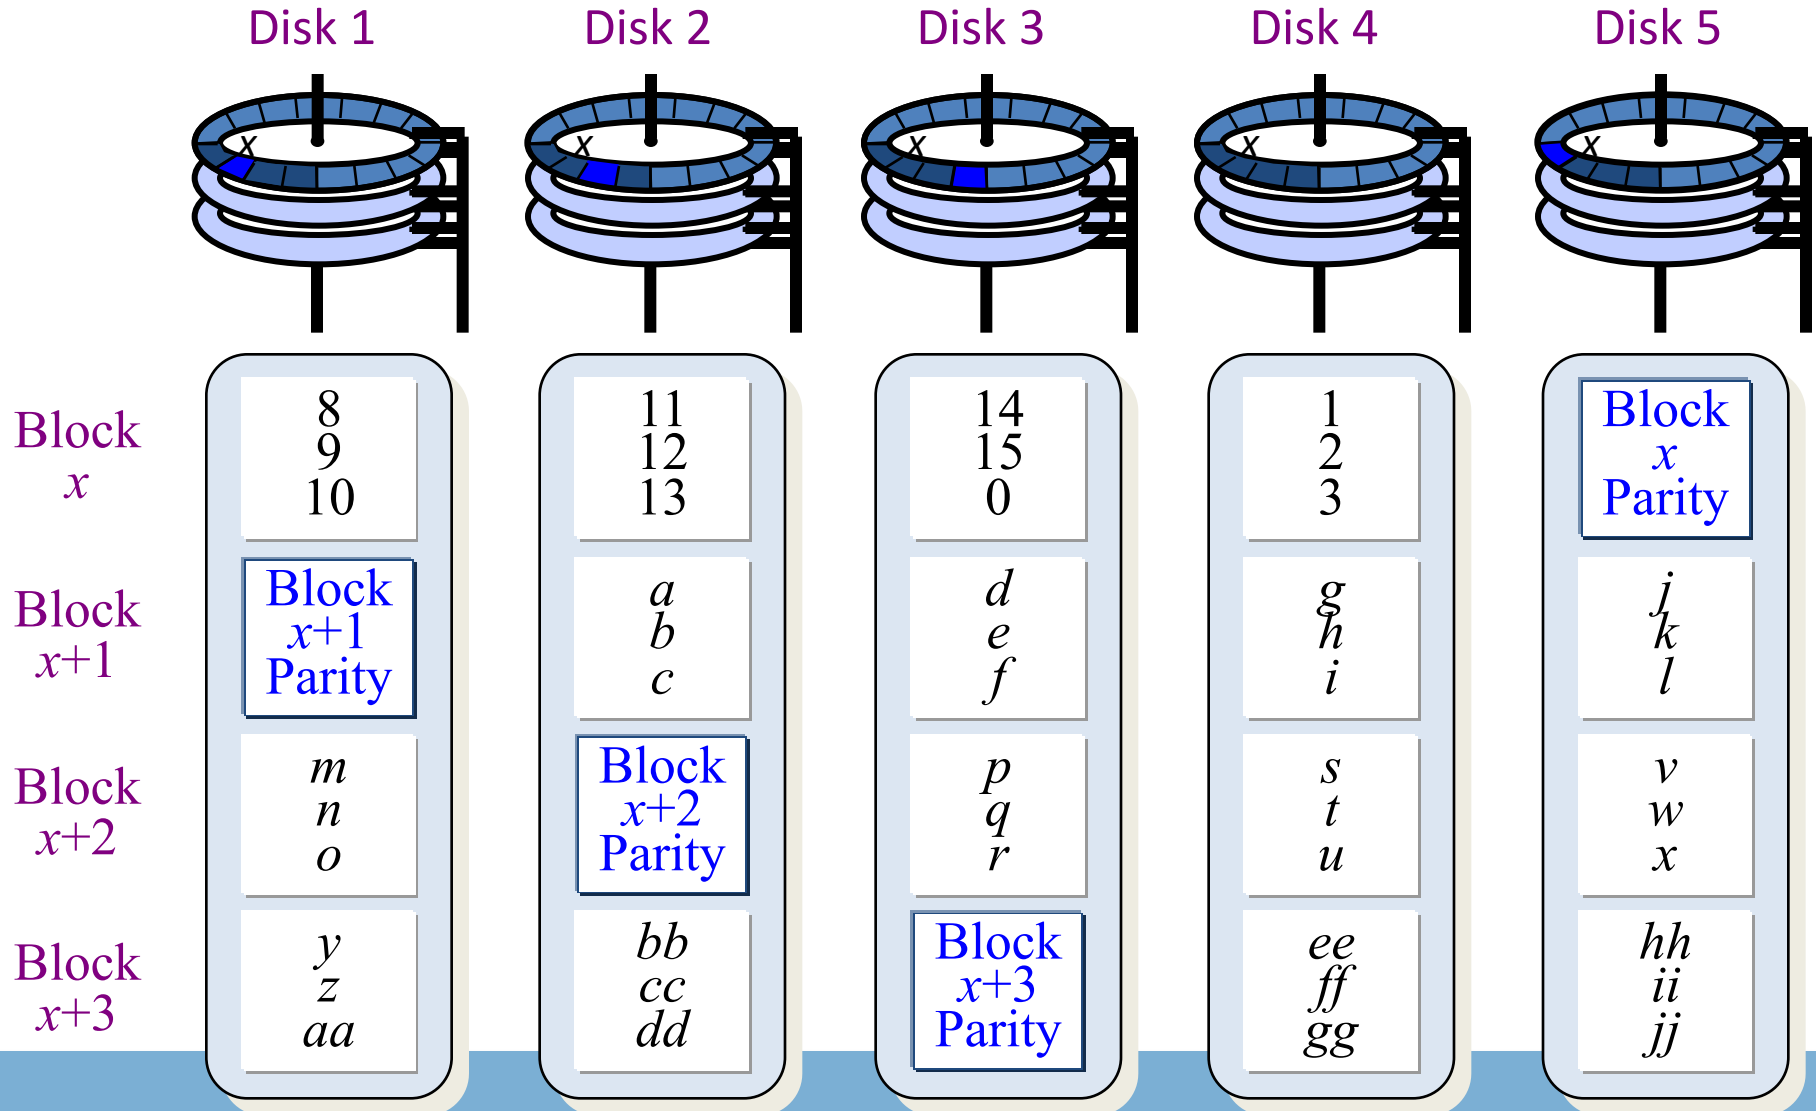 Disk 1
Disk 2
Disk 3
Disk 4
Disk 5
x
x
x
x
x
Block
x
8
9
10
11
12
13
14
15
0
1
2
3
Block
x
Parity
Block
x+1
Block
x+1
Parity
a
b
c
d
e
f
g
h
i
j
k
l
Block
x+2
m
n
o
Block
x+2
Parity
p
q
r
s
t
u
v
w
x
Block
x+3
y
z
aa
bb
cc
dd
Block
x+3
Parity
ee
ff
gg
hh
ii
jj